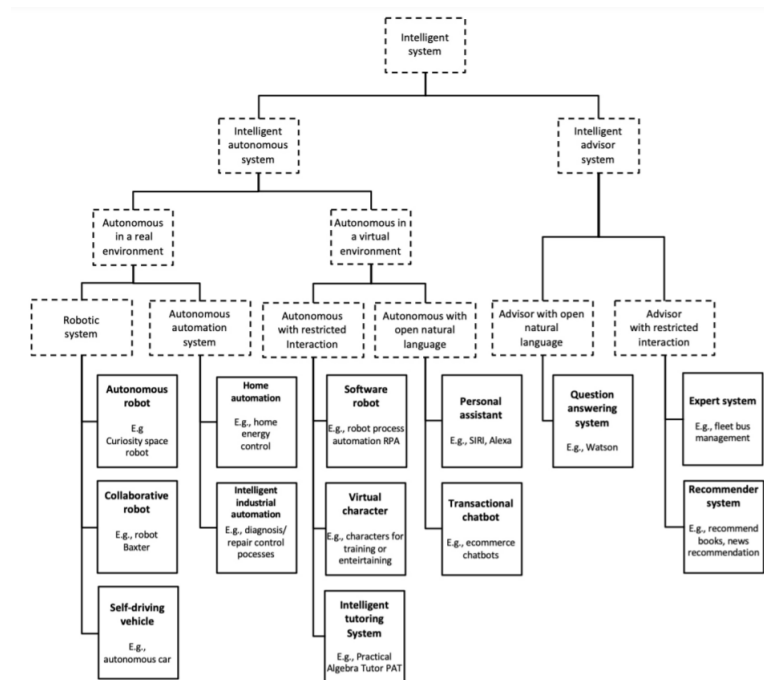 Intelligent
system
Intelligent
autonomous
system
Intelligent
advisor
system
Autonomous
in a real
environment
Autonomous in
a virtual
environment
Robotic
system
Autonomous
automation
system
Autonomous
with restricted
Interaction
Autonomous with
open natural
language
Advisor with open
natural
language
Advisor
with restricted
interaction
Autonomous
robot
E.g
Curiosity space
robot
Home
automation
E.g., home
energy
control
Software
robot
E.g., robot process
automation RPA
Personal
assistant
E.g., SIRI, Alexa
Question
answering
system
E.g., Watson
Expert system
E.g., fleet bus
management
Collaborative
robot
E.g., robot
Baxter
Intelligent
industrial
automation
E.g., diagnosis/
repair control
pocesses
Virtual
character
E.g., characters for
training or
enteirtaining
Transactional
chatbot
E.g., ecommerce
chatbots
Recommender
system
E.g., recommend
books, news
recommendation
Self-driving
vehicle
E.g.,
autonomous car
Intelligent
tutoring
System
E.g., Practical
Algebra Tutor PAT